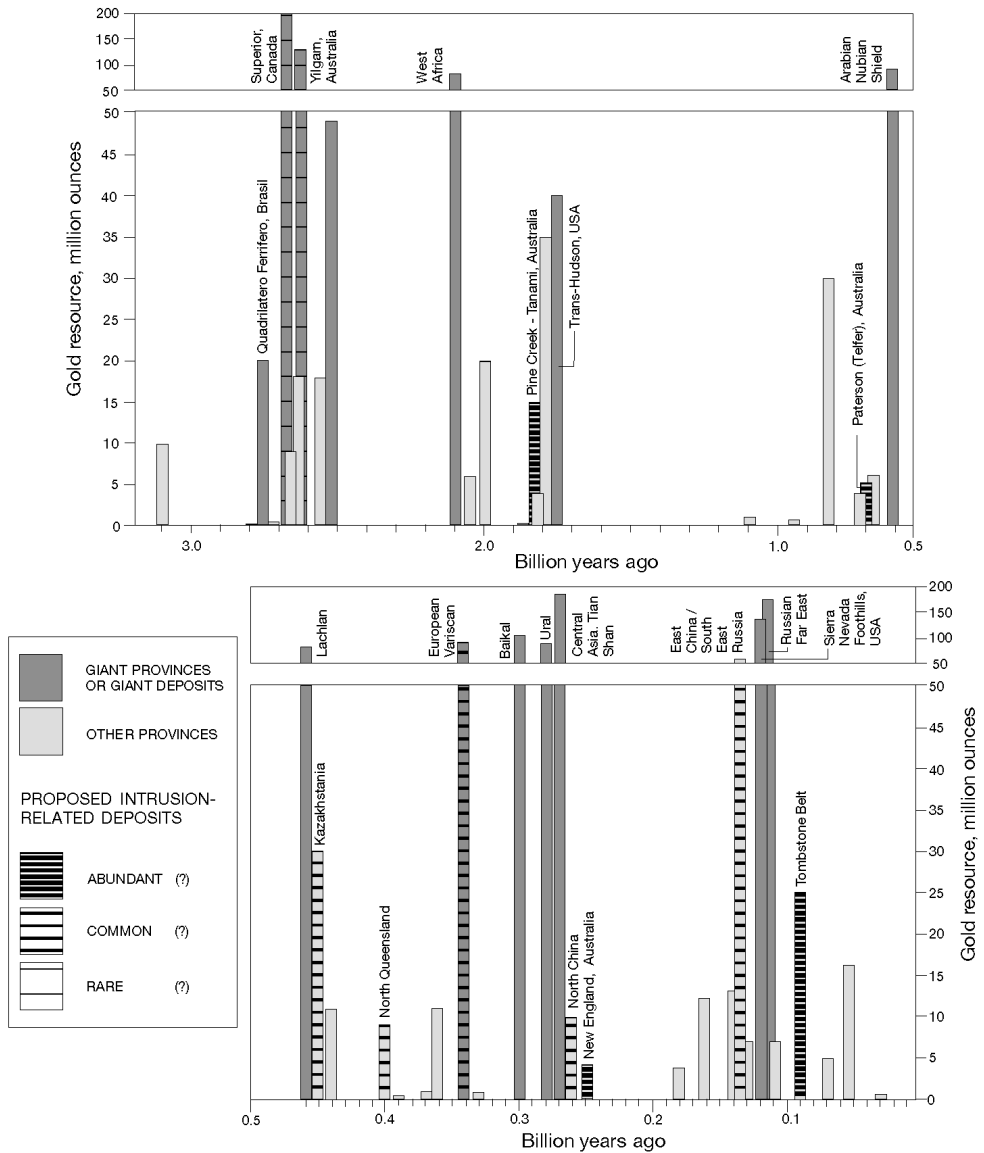 200
150
100
50
Superior,
Canada
Yilgarn,
Australia
West
Africa
Arabian
Nubian
Shield
Gold resource, million ounces
50
45
40
35
30
25
20
15
10
5
0
Quadrilatero Ferrifero, Brasil
Pine Creek - Tanami, Australia
Trans-Hudson, USA
Paterson (Telfer), Australia
3.0
2.0
1.0
0.5
Billion years ago
200
150
100
50
Lachlan
European
Variscan
Baikal
Ural
Central
Asia. Tian
Shan
East
China /
South
East
Russia
Russian
Far East
Sierra
Nevada
Foothills,
USA
50
45
40
35
30
25
20
15
10
5
0
Gold resource, million ounces
Kazakhstania
North Queensland
North China
New England, Australia
Tombstone Belt
0.5
0.4
0.3
0.2
0.1
Billion years ago
GIANT PROVINCES
OR GIANT DEPOSITS
OTHER PROVINCES
PROPOSED INTRUSION-
RELATED DEPOSITS
ABUNDANT (?)
COMMON (?)
RARE (?)